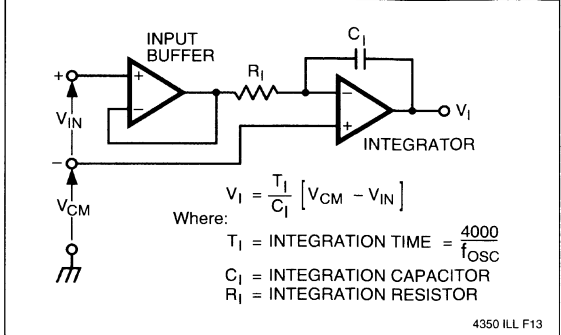 INPUT
BUFFER
C_I
R_I
+
+
−
−
+
V_IN
V_I
INTEGRATOR
−
V_CM
V_I = T_I / C_I [V_CM − V_IN]
Where:
T_I = INTEGRATION TIME = 4000 / f_OSC
C_I = INTEGRATION CAPACITOR
R_I = INTEGRATION RESISTOR
4350 ILL F13